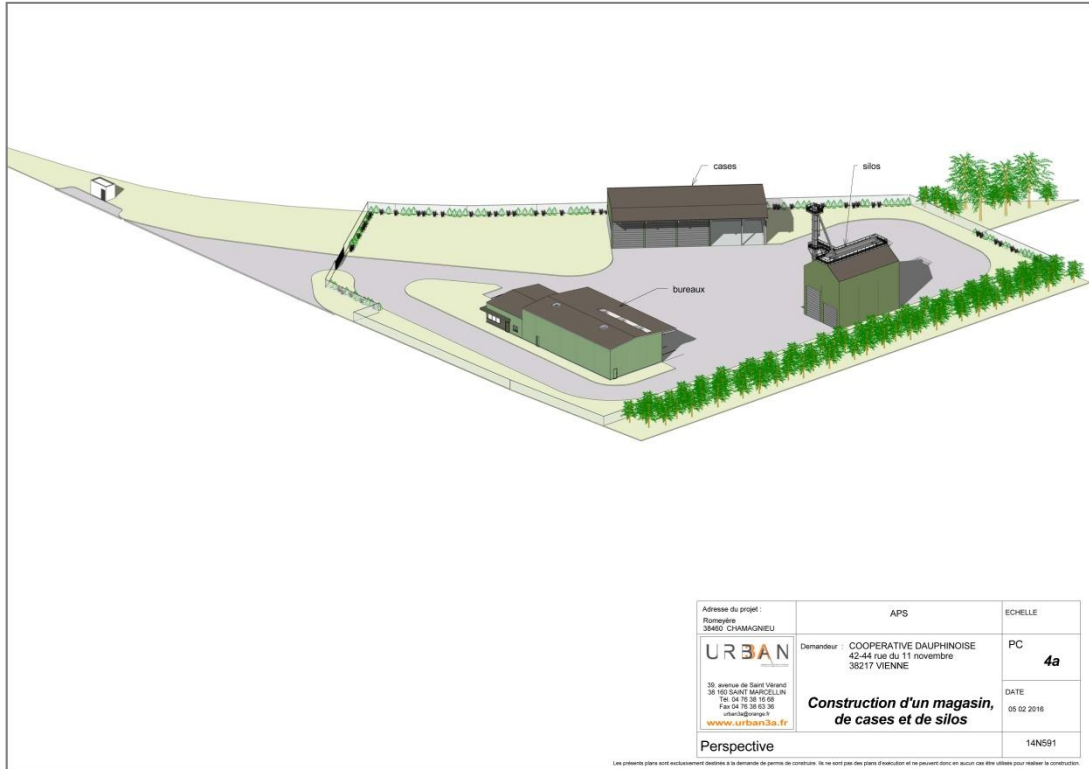 cases
silos
bureaux
Adresse du projet :
Romeyére
38460 CHAMAGNIEU
APS
ECHELLE
URBAN
Demandeur : COOPERATIVE DAUPHINOISE
42-44 rue du 11 novembre
38217 VIENNE
PC
4a
39, avenue de Saint Vérand
38 160 SAINT MARCELLIN
Tél. 04 76 38 16 68
Fax 04 76 38 63 36
urban3a@orange.fr
www.urban3a.fr
Construction d'un magasin,
de cases et de silos
DATE
05 02 2016
Perspective
14N591
Les présents plans sont exclusivement destinés à la demande de permis de construire. Ils ne sont pas des plans d'exécution et ne peuvent donc en aucun cas être utilisés pour réaliser la construction.